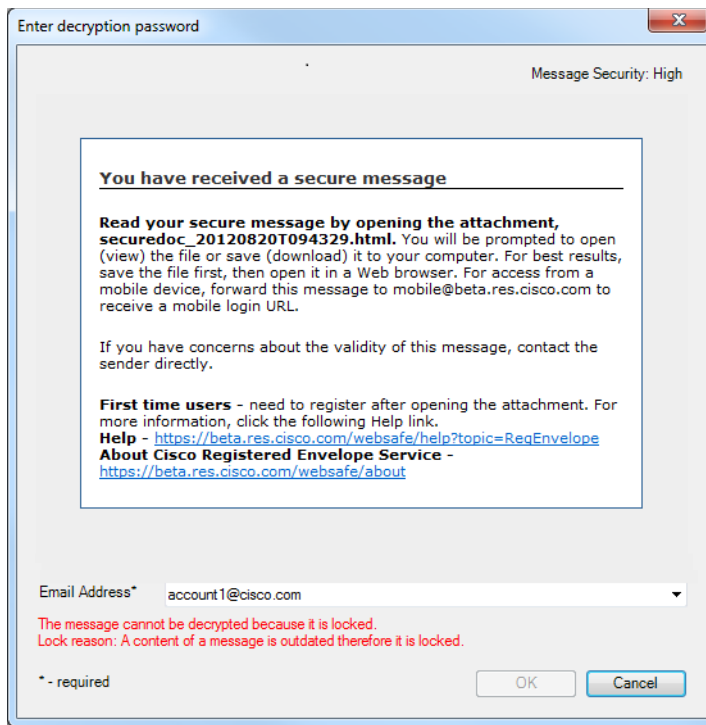 Enter decryption password
Message Security: High
You have received a secure message
Read your secure message by opening the attachment,
securedoc_20120820T094329.html. You will be prompted to open
(view) the file or save (download) it to your computer. For best results,
save the file first, then open it in a Web browser. For access from a
mobile device, forward this message to mobile@beta.res.cisco.com to
receive a mobile login URL.
If you have concerns about the validity of this message, contact the
sender directly.
First time users - need to register after opening the attachment. For
more information, click the following Help link.
Help - https://beta.res.cisco.com/websafe/help?topic=RegEnvelope
About Cisco Registered Envelope Service -
https://beta.res.cisco.com/websafe/about
Email Address* account1@cisco.com
The message cannot be decrypted because it is locked.
Lock reason: A content of a message is outdated therefore it is locked.
* - required OK Cancel